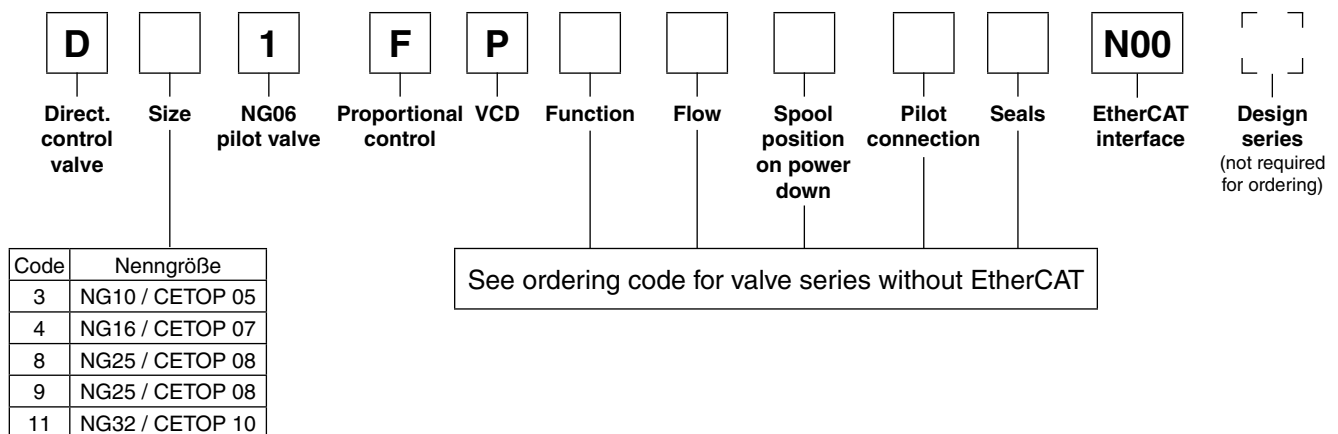 D 1 F P N00
Direct. control valve
Size
NG06 pilot valve
Proportional control
VCD
Function
Flow
Spool position on power down
Pilot connection
Seals
EtherCAT interface
Design series (not required for ordering)
Code Nenngröße
3 NG10 / CETOP 05
4 NG16 / CETOP 07
8 NG25 / CETOP 08
9 NG25 / CETOP 08
11 NG32 / CETOP 10
See ordering code for valve series without EtherCAT